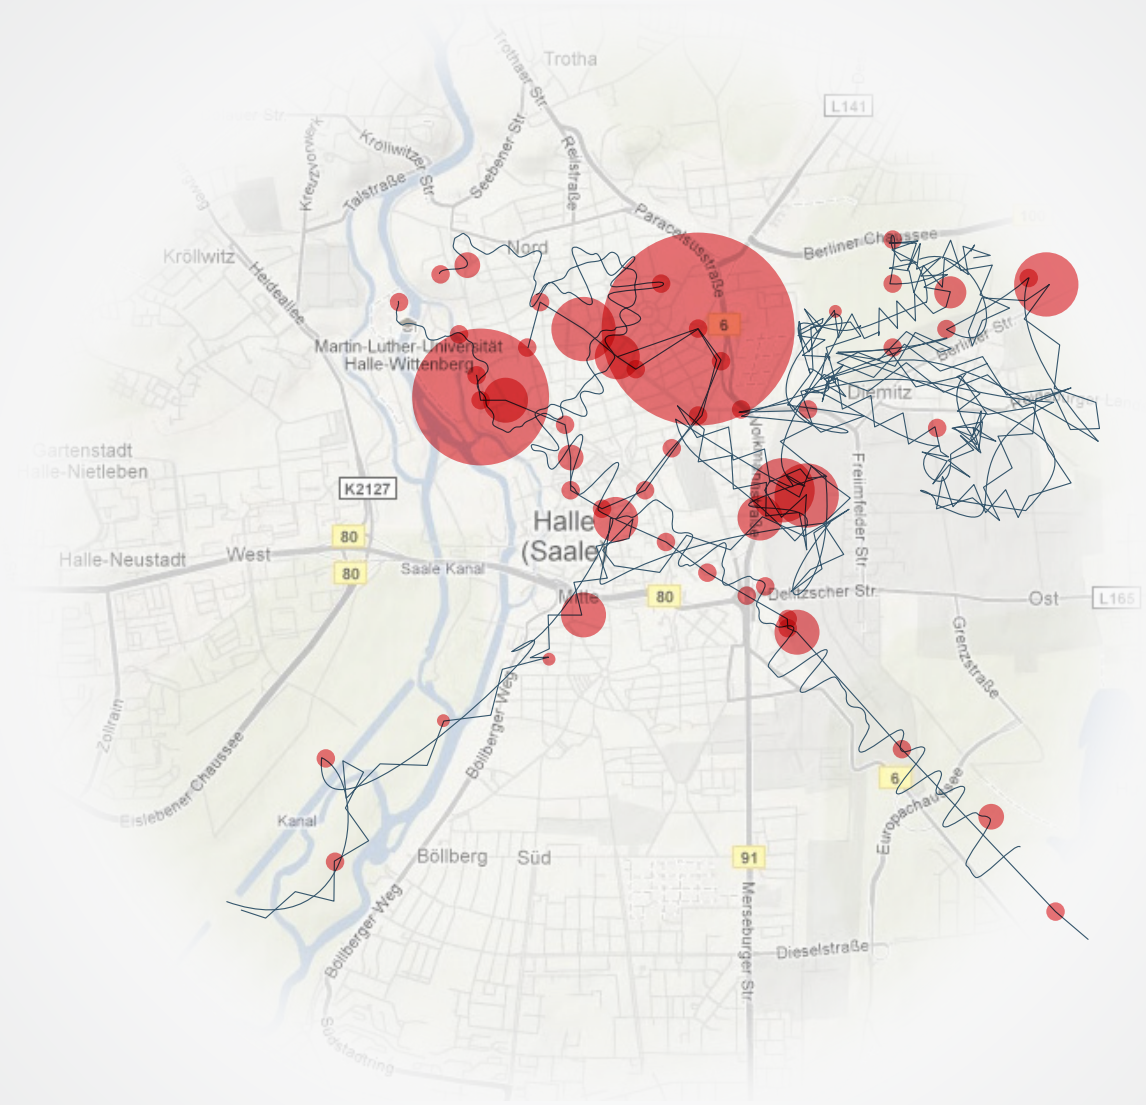 Trotha
Trothaer Str.
L141
Kröllwitzer Str.
Kreuzvorwerk
Seebener Str.
Reilstraße
Talstraße
Paracelsusstraße
Berliner Chaussee
Nord
Kröllwitz
Heideallee
6
Martin-Luther-Universität
Halle-Wittenberg
Berliner Str.
Diemitz
Gartenstadt
Halle-Nietleben
Freiimfelder Str.
K2127
Halle
(Saale)
80
Halle-Neustadt
West
80
Saale Kanal
Mitte
80
Delitzscher Str.
Ost
L165
Grenzstraße
Zollrain
Böllberger Weg
Eislebener Chaussee
6
Europachaussee
Kanal
Böllberg
Süd
91
Merseburger Str.
Böllberger Weg
Dieselstraße
Südstadtring